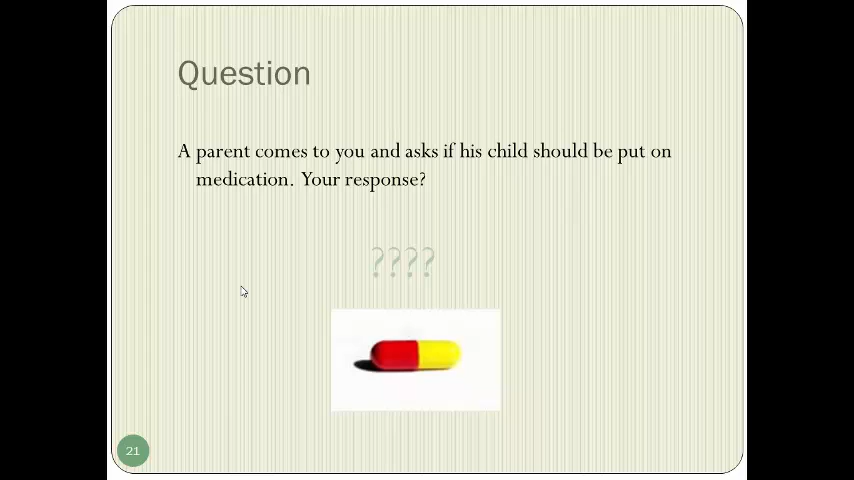 Question
A parent comes to you and asks if his child should be put on
medication. Your response?
????
21